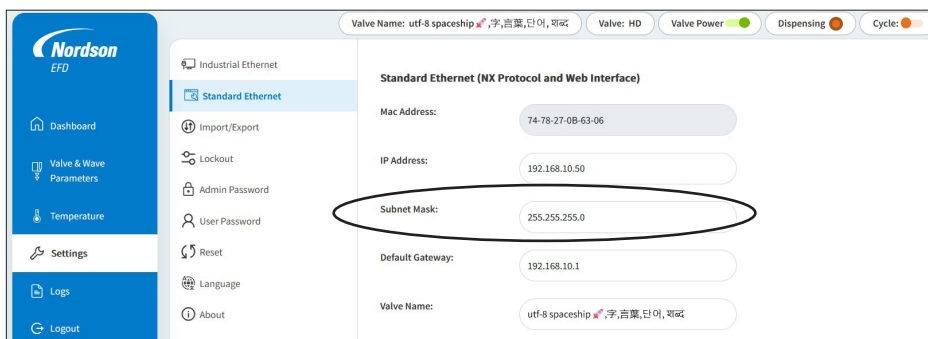 Valve Name: utf-8 spaceship 🚀,字,言葉,단어, शब्द
Valve: HD
Valve Power
Dispensing
Cycle:
Nordson
EFD
Dashboard
Valve & Wave
Parameters
Temperature
Settings
Logs
Logout
Industrial Ethernet
Standard Ethernet
Import/Export
Lockout
Admin Password
User Password
Reset
Language
About
Standard Ethernet (NX Protocol and Web Interface)
Mac Address:
74-78-27-0B-63-06
IP Address:
192.168.10.50
Subnet Mask:
255.255.255.0
Default Gateway:
192.168.10.1
Valve Name:
utf-8 spaceship 🚀,字,言葉,단어, शब्द